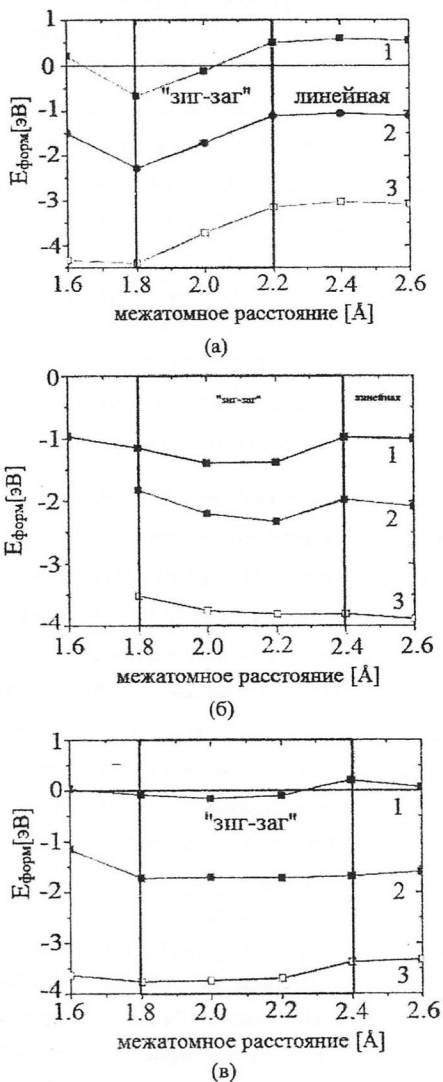 1
0
-1
-2
-3
-4
Eформ[эВ]
"зиг-заг"
линейная
1
2
3
1.6 1.8 2.0 2.2 2.4 2.6
межатомное расстояние [Å]
(а)
0
-1
-2
-3
-4
Eформ[эВ]
"зиг-заг"
линейная
1
2
3
1.6 1.8 2.0 2.2 2.4 2.6
межатомное расстояние [Å]
(б)
1
0
-1
-2
-3
-4
Eформ[эВ]
"зиг-заг"
1
2
3
1.6 1.8 2.0 2.2 2.4 2.6
межатомное расстояние [Å]
(в)